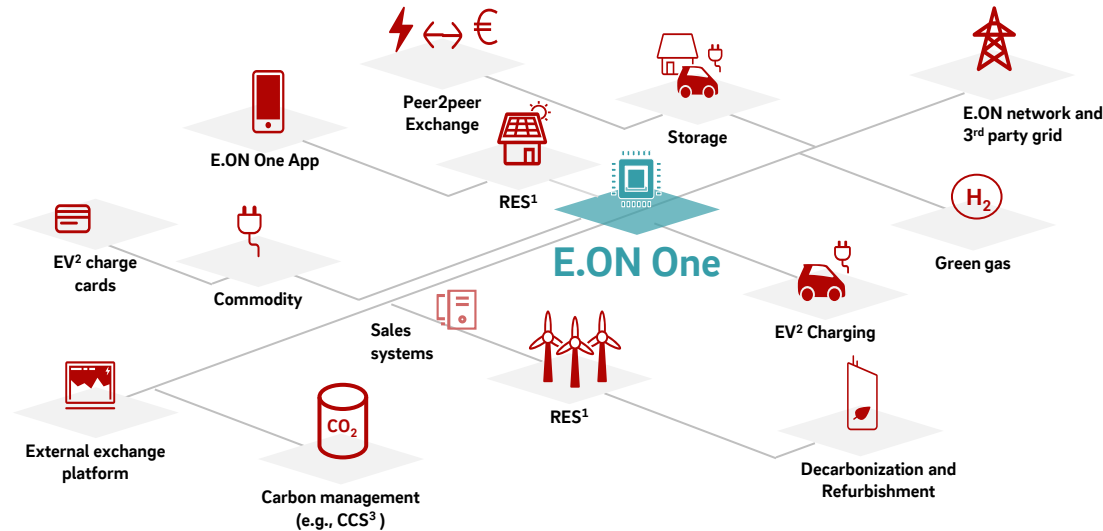 Peer2peer
Exchange
E.ON One App
Storage
E.ON network and
3rd party grid
RES1
H2
EV2 charge
cards
Commodity
E.ON One
Green gas
Sales
systems
EV2 Charging
RES1
CO2
External exchange
platform
Carbon management
(e.g., CCS3 )
Decarbonization and
Refurbishment